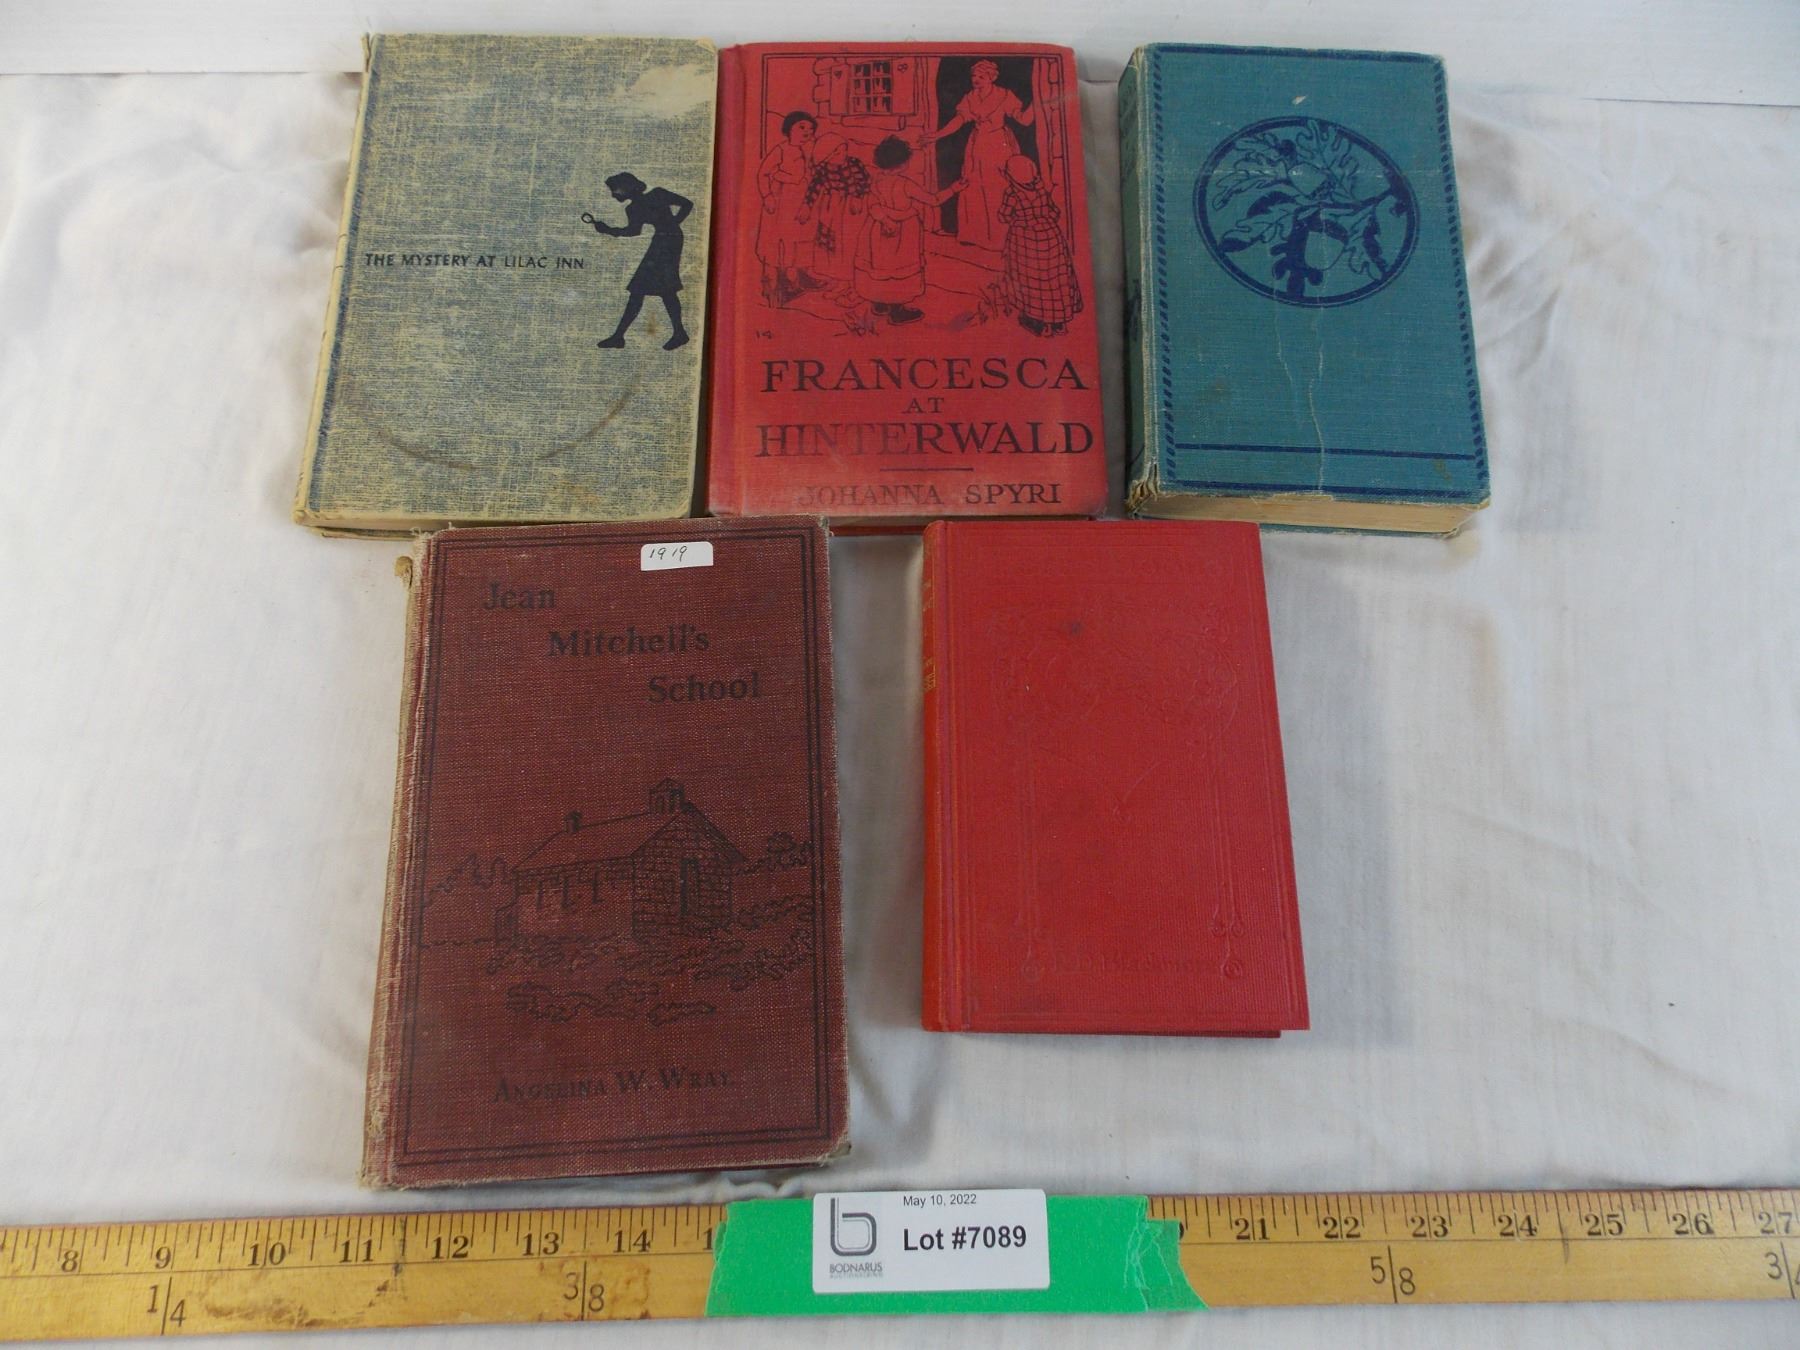 THE MYSTERY AT LILAC INN
FRANCESCA
AT
HINTERWALD
JOHANNA SPYRI
1919
Jean
Mitchell's
School
ANGELINA W. WRAY
May 10, 2022
Lot #7089
BODNARUS
AUCTIONEERING
8 9 10 11 12 13 14 1 21 22 23 24 25 26 27
1/4 3/8 5/8 3/